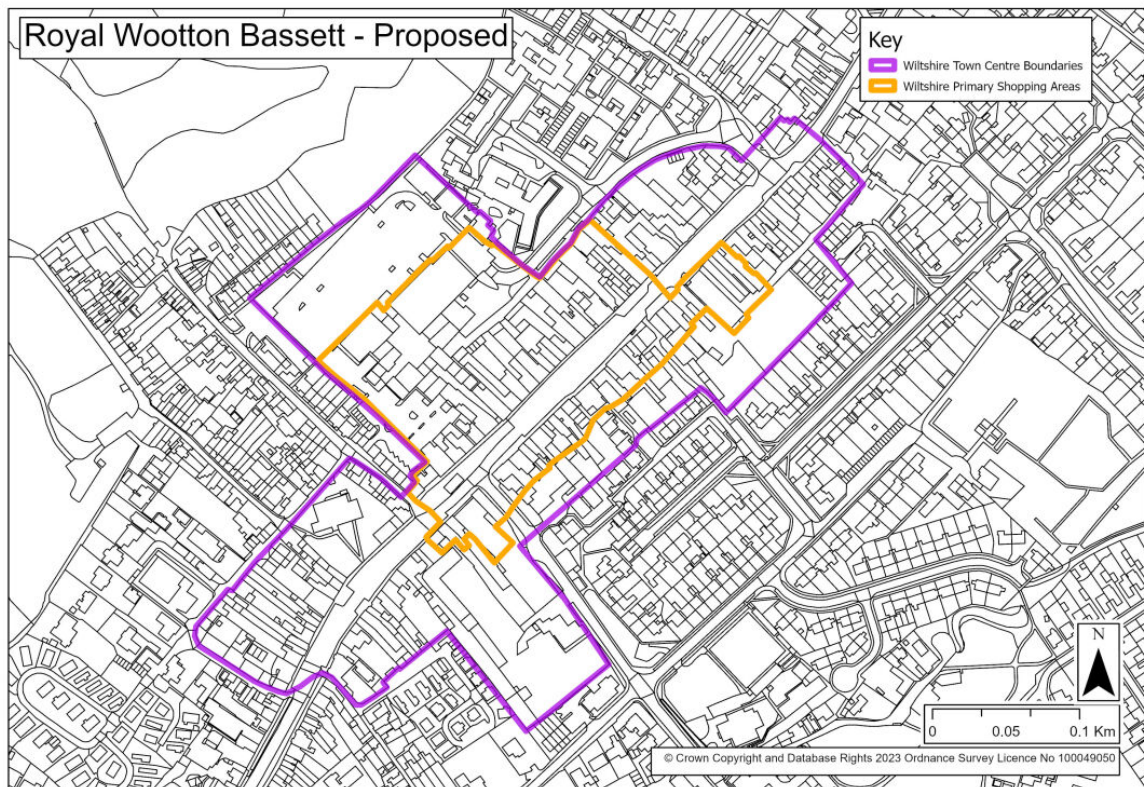 Royal Wootton Bassett - Proposed
Key
Wiltshire Town Centre Boundaries
Wiltshire Primary Shopping Areas
N
0 0.05 0.1 Km
© Crown Copyright and Database Rights 2023 Ordnance Survey Licence No 100049050